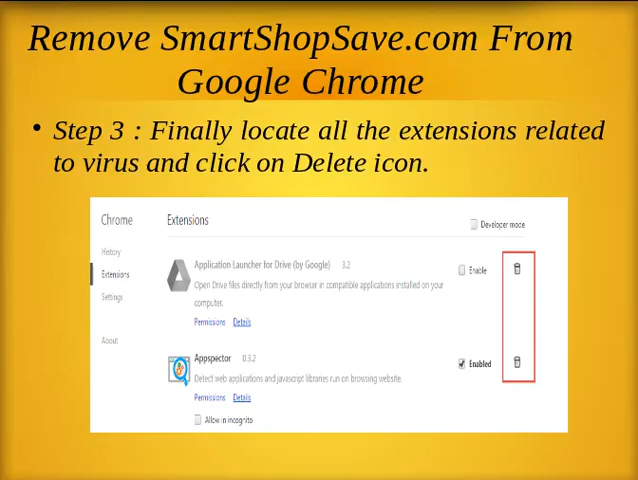 Remove SmartShopSave.com From
Google Chrome
• Step 3 : Finally locate all the extensions related
to virus and click on Delete icon.
Chrome
Extensions
Developer mode
History
Extensions
Settings
About
Application Launcher for Drive (by Google) 3.2
Enable
Open Drive files directly from your browser in compatible applications installed on your
computer.
Permissions Details
Appspector 0.3.2
Enabled
Detect web applications and javascript libraries run on browsing website.
Permissions Details
Allow in incognito